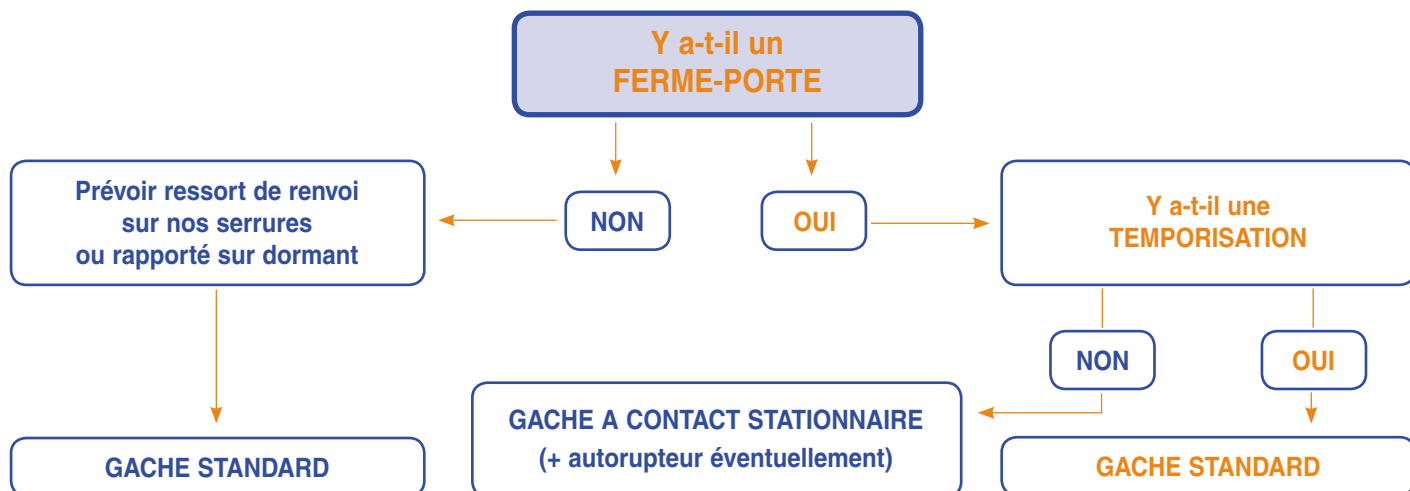 Y a-t-il un
FERME-PORTE
Prévoir ressort de renvoi
sur nos serrures
ou rapporté sur dormant
NON
OUI
Y a-t-il une
TEMPORISATION
NON
OUI
GACHE STANDARD
GACHE A CONTACT STATIONNAIRE
(+ autorupteur éventuellement)
GACHE STANDARD